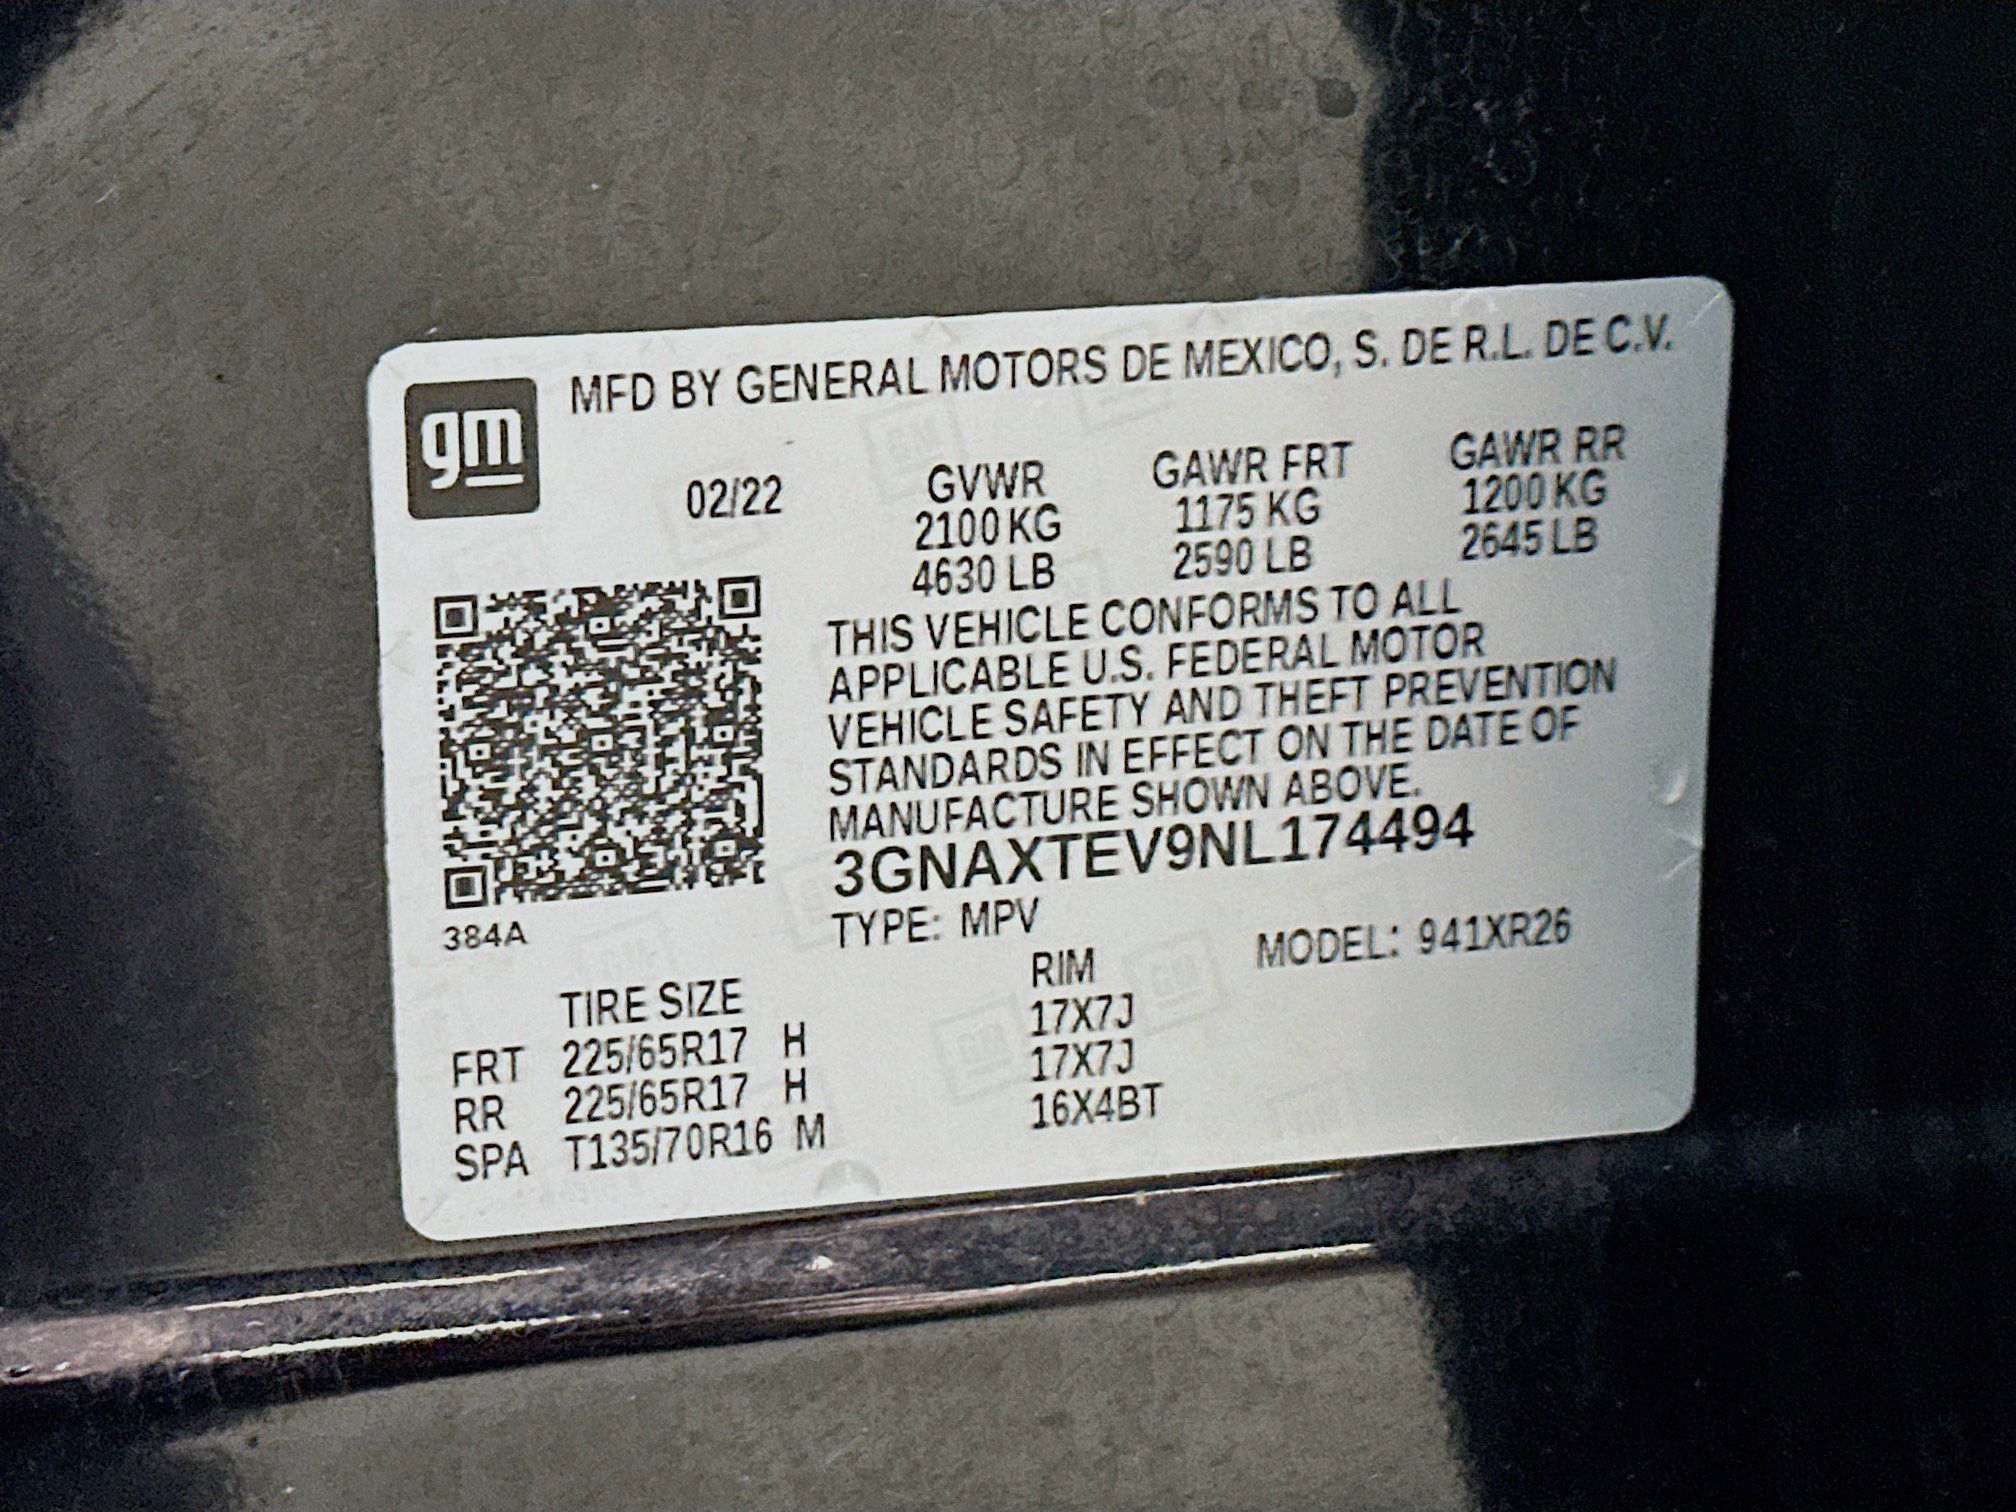 gm
MFD BY GENERAL MOTORS DE MEXICO, S. DE R.L. DE C.V.
02/22 GVWR GAWR FRT GAWR RR
2100 KG 1175 KG 1200 KG
4630 LB 2590 LB 2645 LB
THIS VEHICLE CONFORMS TO ALL
APPLICABLE U.S. FEDERAL MOTOR
VEHICLE SAFETY AND THEFT PREVENTION
STANDARDS IN EFFECT ON THE DATE OF
MANUFACTURE SHOWN ABOVE.
3GNAXTEV9NL174494
384A
TYPE: MPV MODEL: 941XR26
TIRE SIZE RIM
FRT 225/65R17 H 17X7J
RR 225/65R17 H 17X7J
SPA T135/70R16 M 16X4BT